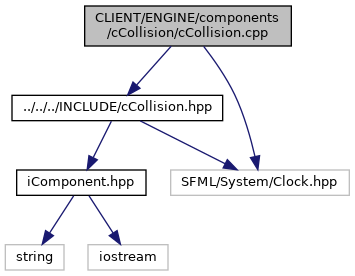 CLIENT/ENGINE/components
/cCollision/cCollision.cpp
../../../INCLUDE/cCollision.hpp
iComponent.hpp
SFML/System/Clock.hpp
string
iostream